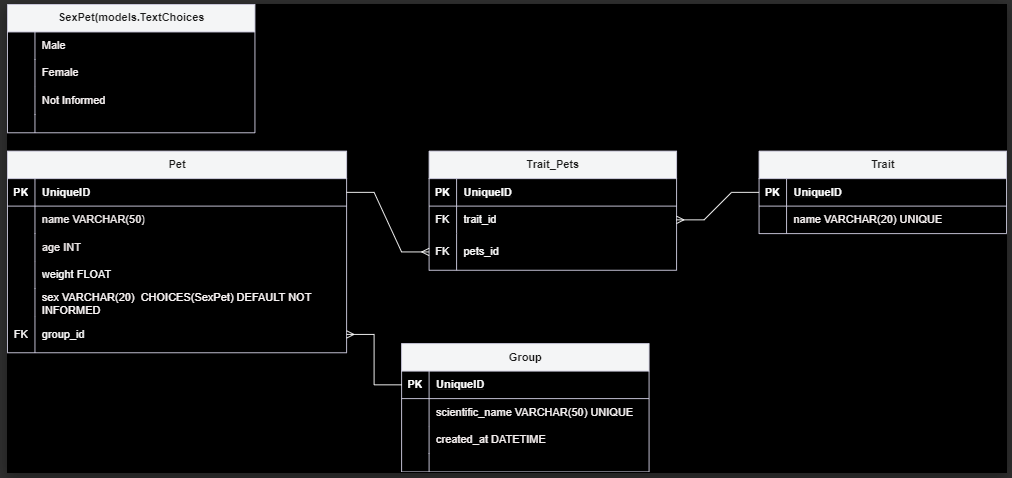 SexPet(models.TextChoices
Male
Female
Not Informed
Pet
PK UniqueID
name VARCHAR(50)
age INT
weight FLOAT
sex VARCHAR(20) CHOICES(SexPet) DEFAULT NOT
INFORMED
FK group_id
Trait_Pets
PK UniqueID
FK trait_id
FK pets_id
Trait
PK UniqueID
name VARCHAR(20) UNIQUE
Group
PK UniqueID
scientific_name VARCHAR(50) UNIQUE
created_at DATETIME